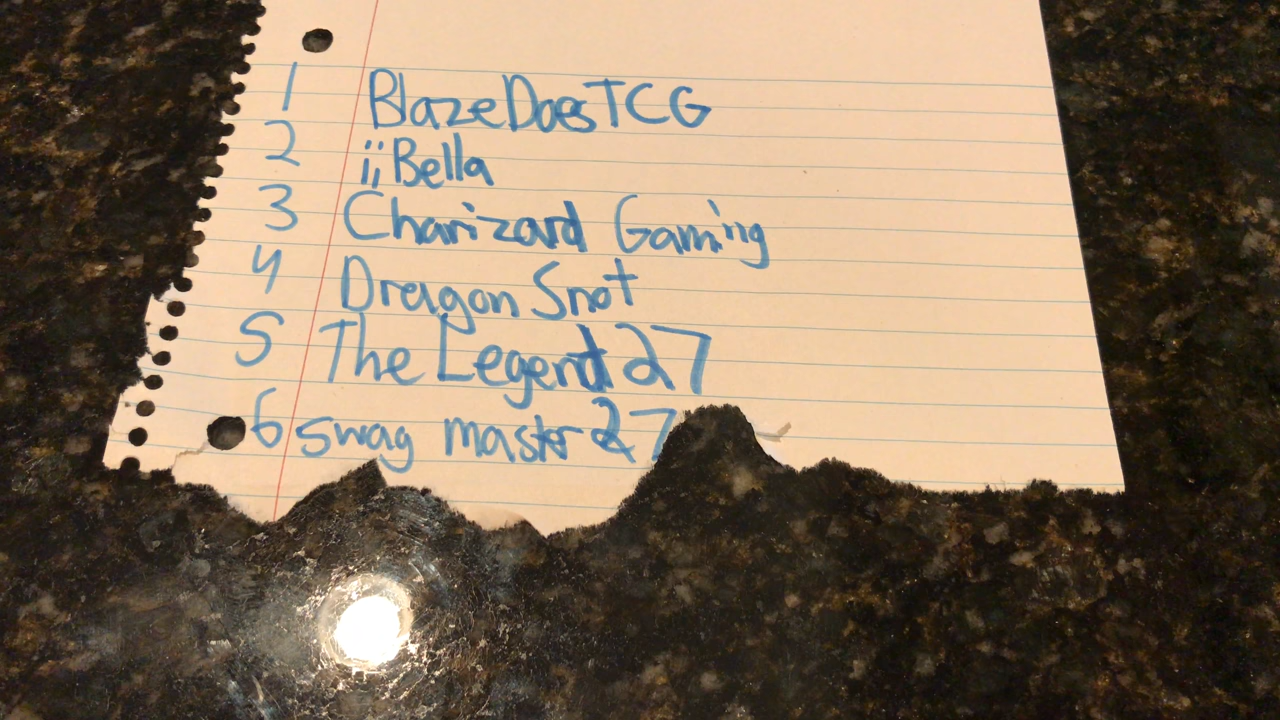 1 BlazeDoesTCG
2 iiBella
3 Charizard Gaming
4 Dragon Snot
5 The Legend 27
6 swag master 27